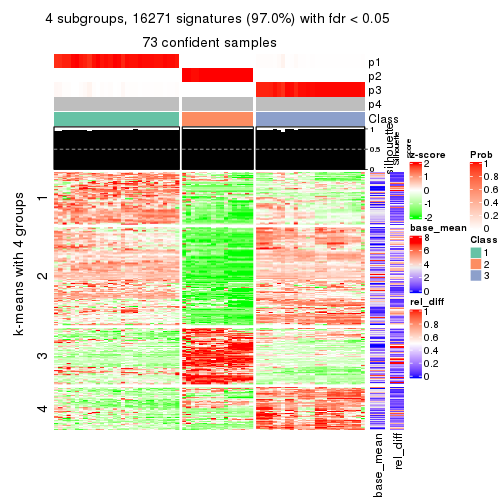 4 subgroups, 16271 signatures (97.0%) with fdr < 0.05
73 confident samples
p1
p2
p3
p4
Class
1
0.5
0
silhouette
Silhouette
score
k-means with 4 groups
1
2
3
4
base_mean
rel_diff
z-score
2
1
0
-1
-2
base_mean
8
6
4
2
0
rel_diff
1
0.8
0.6
0.4
0.2
0
Prob
1
0.8
0.6
0.4
0.2
0
Class
1
2
3